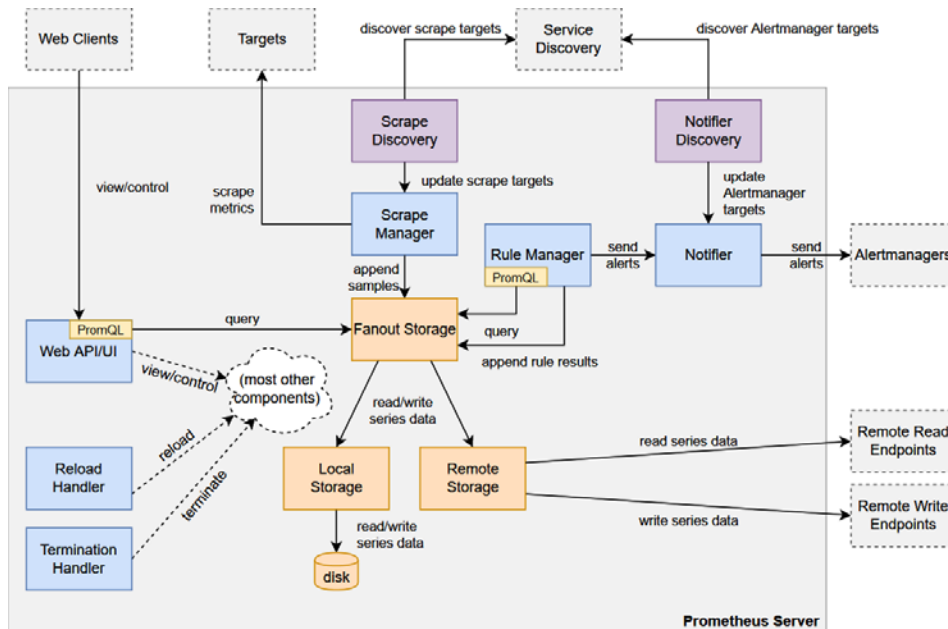 discover scrape targets
discover Alertmanager targets
Web Clients
Targets
Service
Discovery
Scrape
Discovery
Notifier
Discovery
view/control
scrape
metrics
update scrape targets
update
Alertmanager
targets
Scrape
Manager
Rule Manager
PromQL
send
alerts
Notifier
send
alerts
Alertmanagers
append
samples
PromQL
Web API/UI
query
Fanout Storage
query
append rule results
view/control
(most other
components)
read/write
series data
reload
terminate
Reload
Handler
Local
Storage
Remote
Storage
read series data
Remote Read
Endpoints
write series data
Remote Write
Endpoints
Termination
Handler
read/write
series data
disk
Prometheus Server